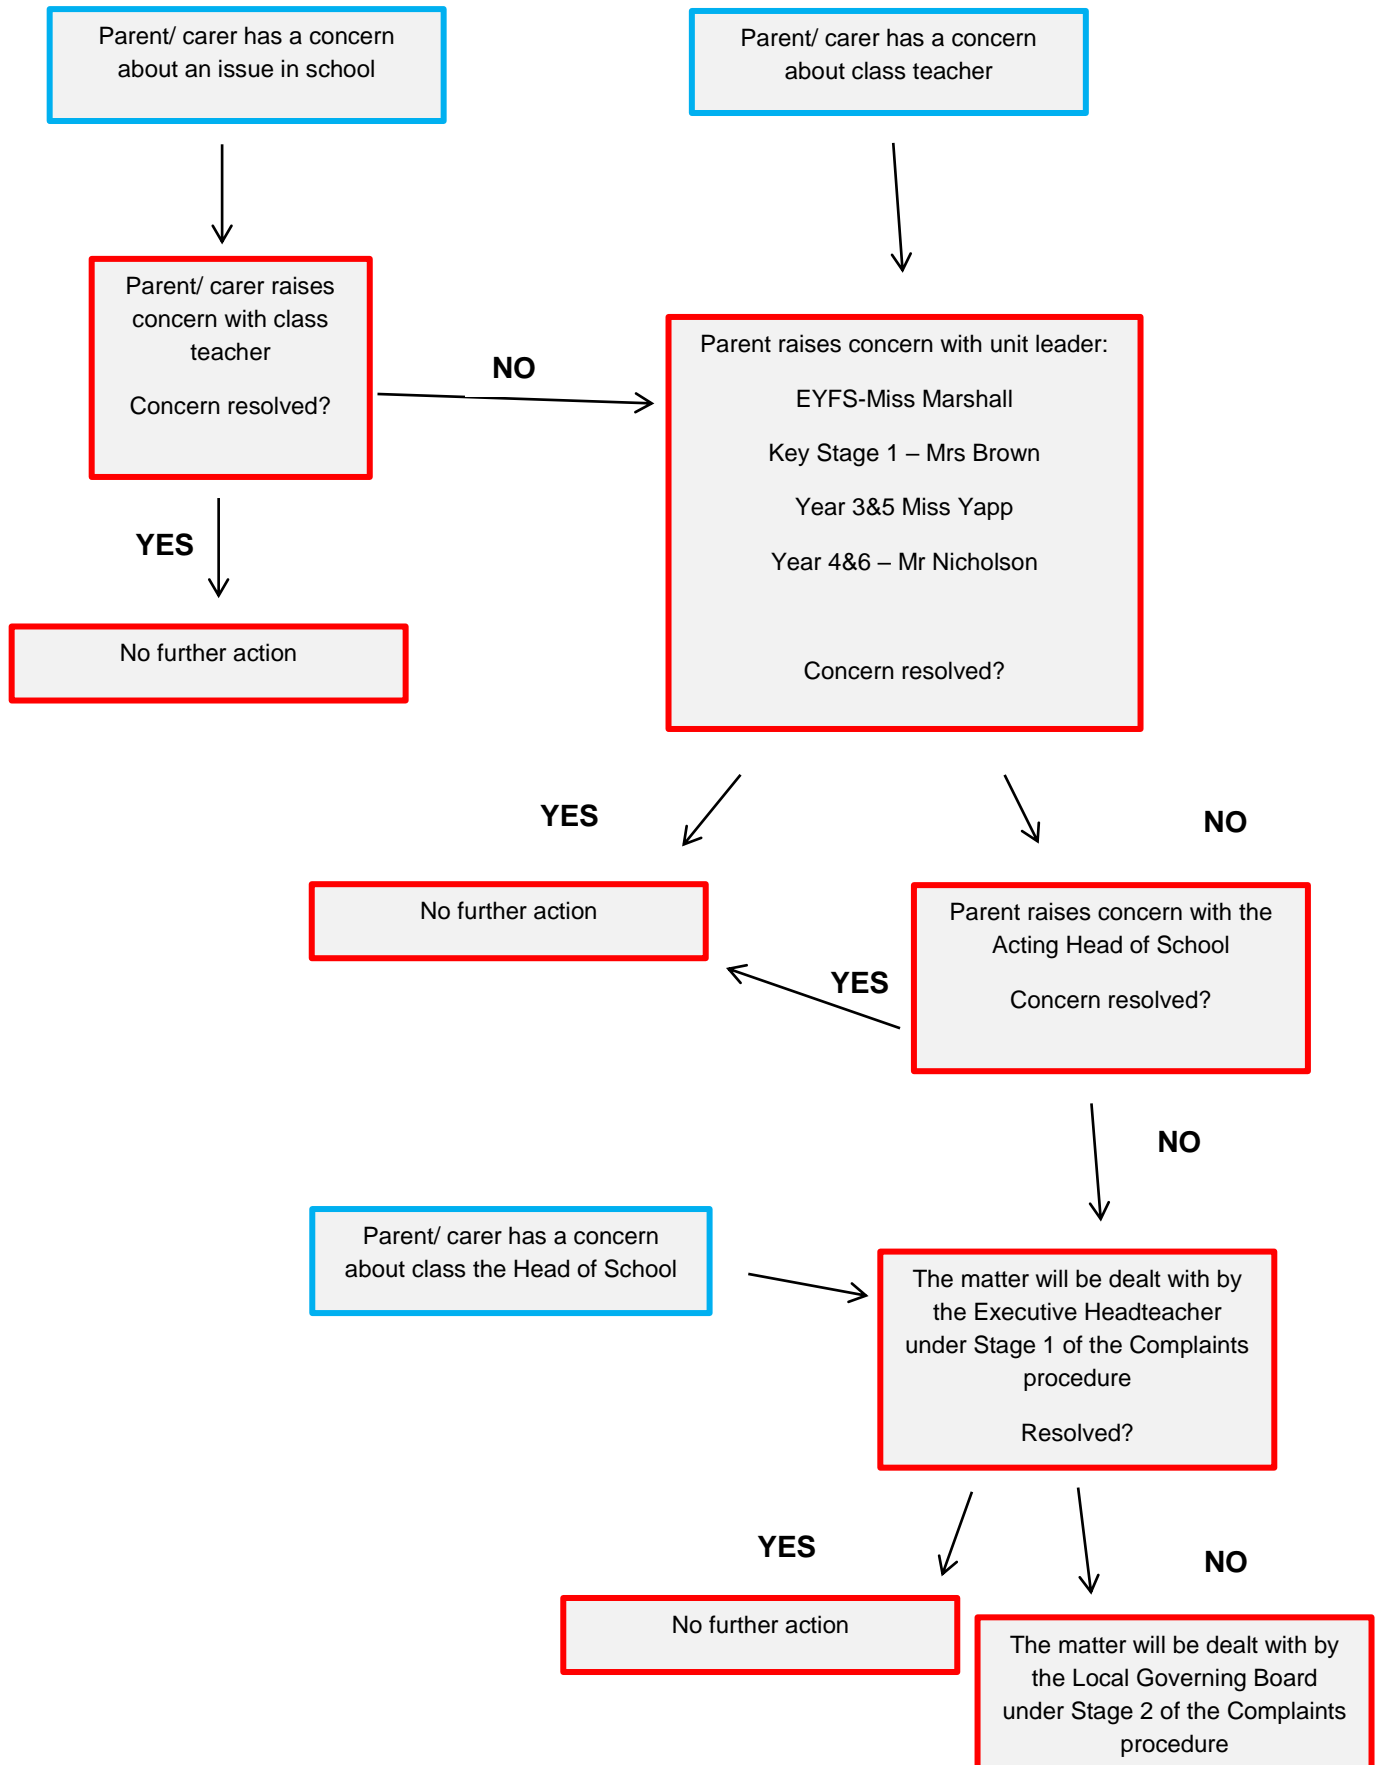 Parent/ carer has a concern
about an issue in school
Parent/ carer has a concern
about class teacher
Parent/ carer raises
concern with class
teacher
Concern resolved?
NO
Parent raises concern with unit leader:
EYFS-Miss Marshall
Key Stage 1 – Mrs Brown
Year 3&5 Miss Yapp
Year 4&6 – Mr Nicholson
Concern resolved?
YES
No further action
YES
NO
No further action
Parent raises concern with the
Acting Head of School
Concern resolved?
YES
NO
Parent/ carer has a concern
about class the Head of School
The matter will be dealt with by
the Executive Headteacher
under Stage 1 of the Complaints
procedure
Resolved?
YES
NO
No further action
The matter will be dealt with by
the Local Governing Board
under Stage 2 of the Complaints
procedure